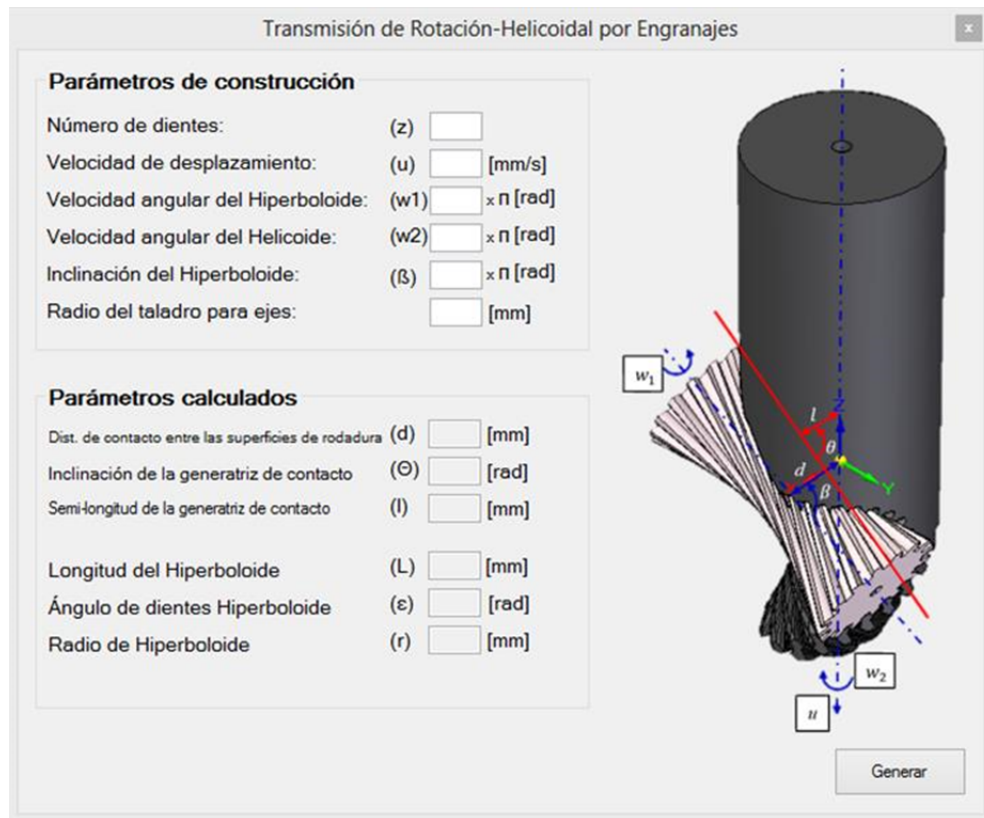 Transmisión de Rotación-Helicoidal por Engranajes
x
Parámetros de construcción
Número de dientes: (z)
Velocidad de desplazamiento: (u) [mm/s]
Velocidad angular del Hiperboloide: (w1) x π [rad]
Velocidad angular del Helicoide: (w2) x π [rad]
Inclinación del Hiperboloide: (ß) x π [rad]
Radio del taladro para ejes: [mm]
Parámetros calculados
Dist. de contacto entre las superficies de rodadura (d) [mm]
Inclinación de la generatriz de contacto (Θ) [rad]
Semi-longitud de la generatriz de contacto (l) [mm]
Longitud del Hiperboloide (L) [mm]
Ángulo de dientes Hiperboloide (ε) [rad]
Radio de Hiperboloide (r) [mm]
w₁
l
Z
θ
d
β
Y
w₂
u
Generar